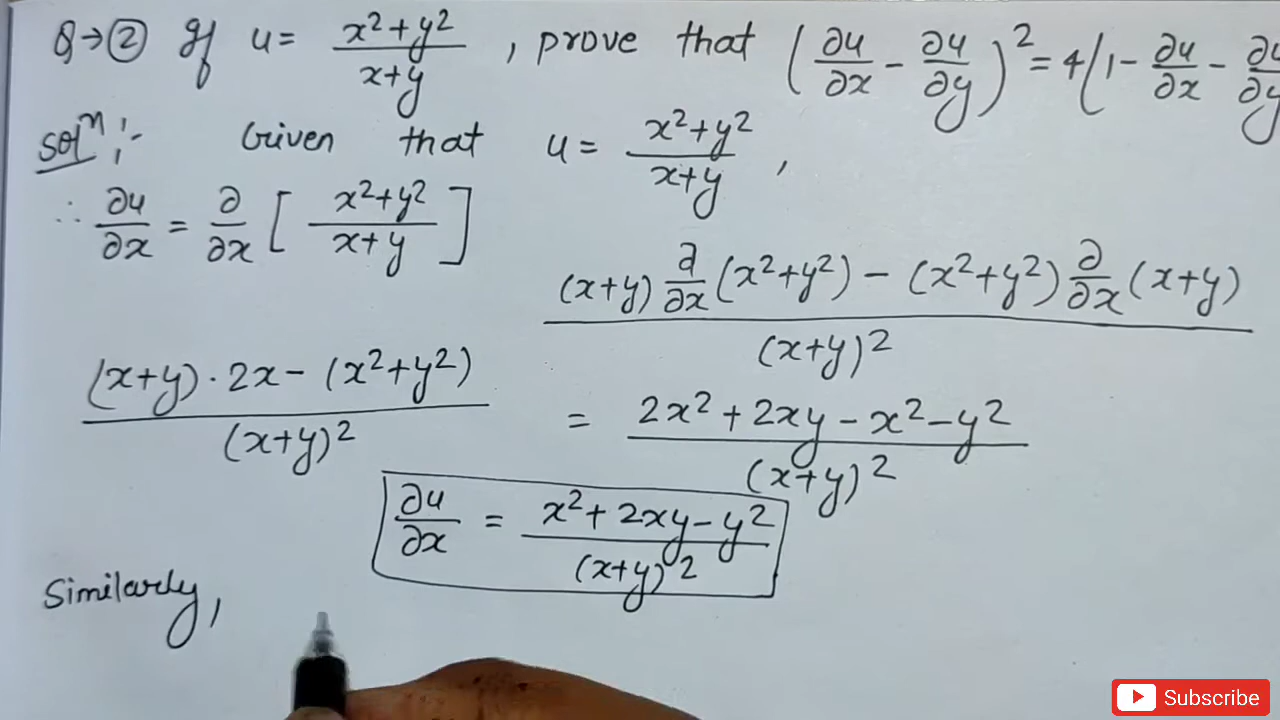 Q→② If u = x²+y²/x+y , prove that (∂u/∂x - ∂u/∂y)² = 4(1 - ∂u/∂x - ∂u/∂y
Solⁿ:- Given that u = x²+y²/x+y ,
∴ ∂u/∂x = ∂/∂x [ x²+y²/x+y ]
(x+y) ∂/∂x (x²+y²) - (x²+y²) ∂/∂x (x+y) / (x+y)²
(x+y)·2x - (x²+y²) / (x+y)² = 2x² + 2xy - x² - y² / (x+y)²
∂u/∂x = x² + 2xy - y² / (x+y)²
Similarly,
Subscribe